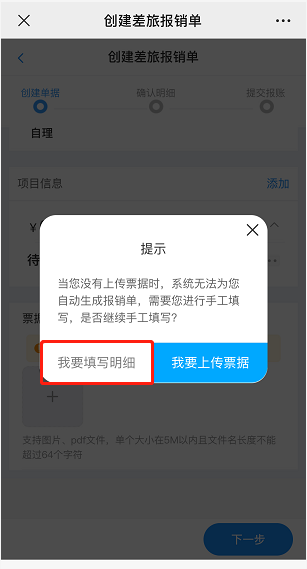 创建差旅报销单
创建差旅报销单
创建单据
确认明细
提交报账
自理
项目信息
添加
¥
待
提示
当您没有上传票据时，系统无法为您
自动生成报销单，需要您进行手工填
写，是否继续手工填写？
我要填写明细
我要上传票据
票据
支持图片、pdf文件，单个大小在5M以内且文件名长度不能
超过64个字符
下一步